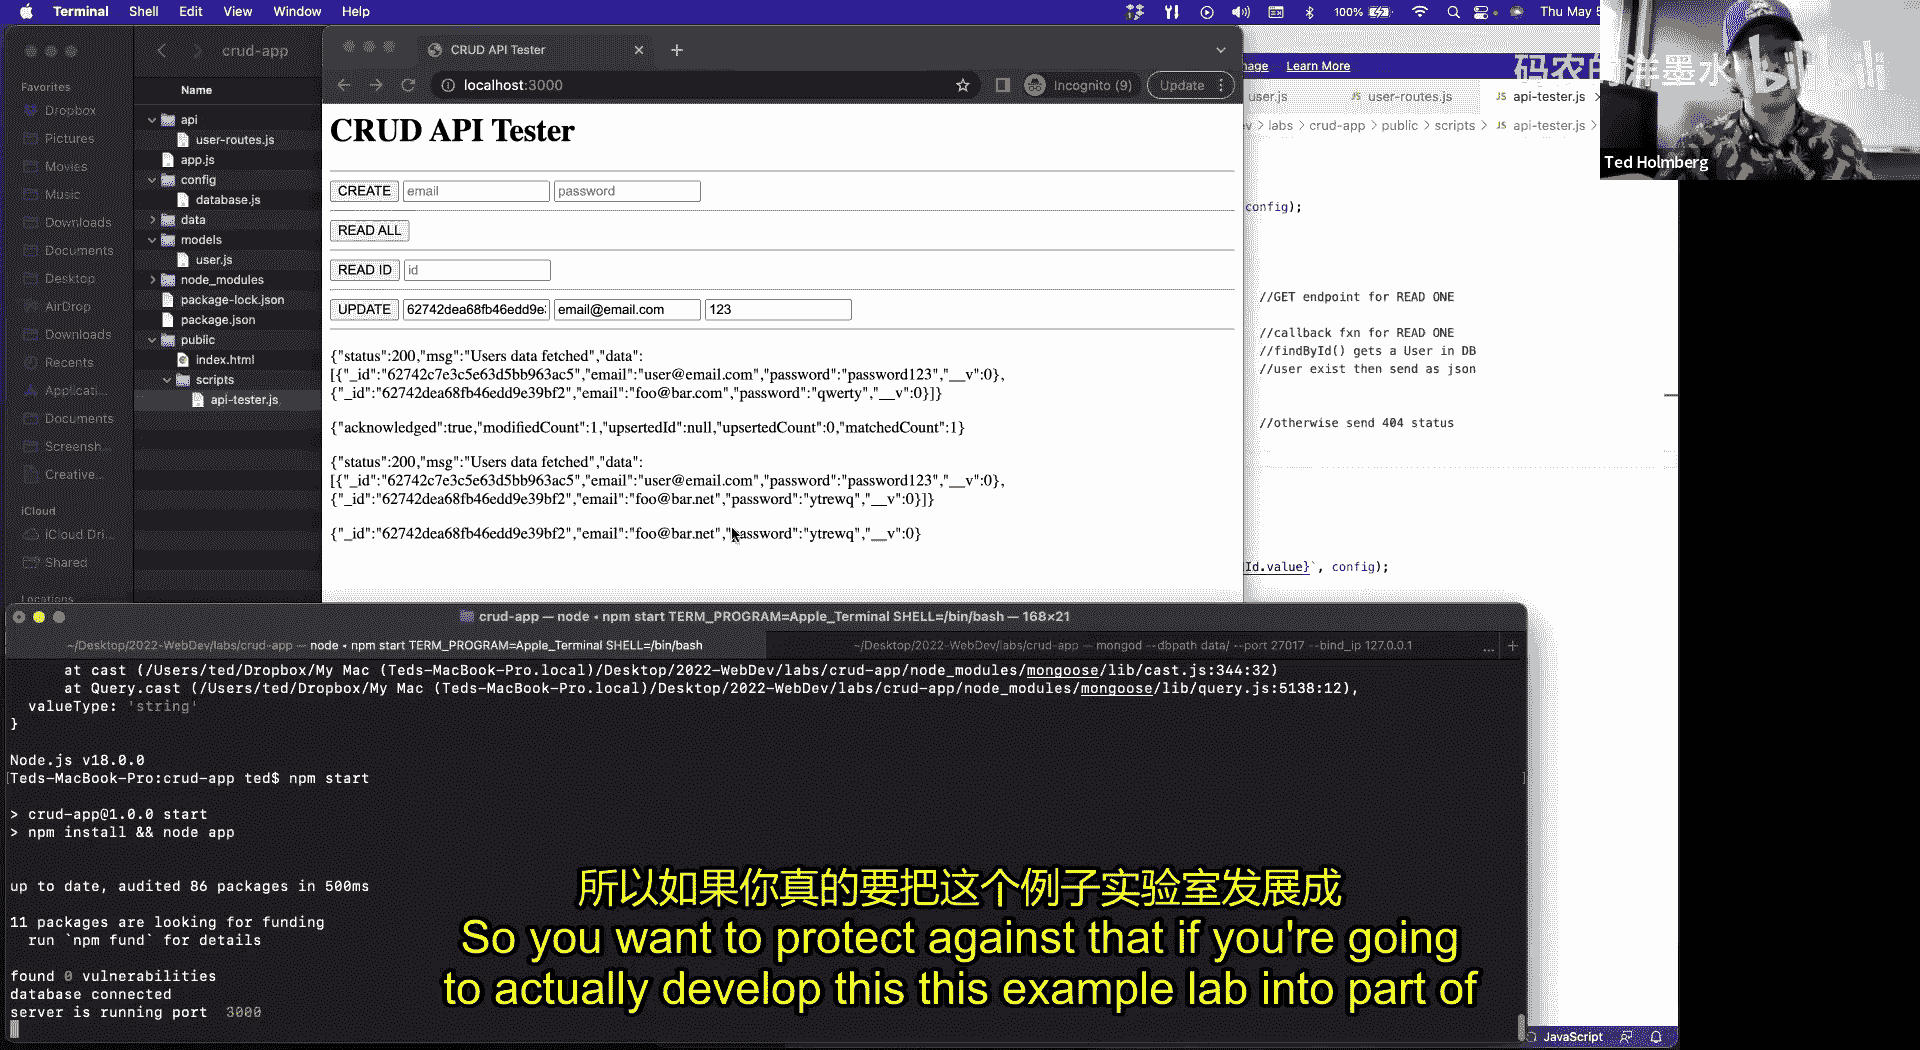 Terminal Shell Edit View Window Help
100%
Thu May 5
Favorites
Dropbox
Pictures
Movies
Music
Downloads
Documents
Desktop
AirDrop
Downloads
Recents
Applicati...
Documents
Screensh...
Creative...
iCloud
iCloud Dri...
Shared
Locations
crud-app
Name
api
user-routes.js
app.js
config
database.js
data
models
user.js
node_modules
package-lock.json
package.json
public
index.html
scripts
api-tester.js
CRUD API Tester
localhost:3000
Incognito (9)
Update
CRUD API Tester
CREATE email password
READ ALL
READ ID id
UPDATE 62742dea68fb46edd9e3 email@email.com 123
{"status":200,"msg":"Users data fetched","data":
[{"_id":"62742c7e3c5e63d5bb963ac5","email":"user@email.com","password":"password123","__v":0},
{"_id":"62742dea68fb46edd9e39bf2","email":"foo@bar.com","password":"qwerty","__v":0}]}
{"acknowledged":true,"modifiedCount":1,"upsertedId":null,"upsertedCount":0,"matchedCount":1}
{"status":200,"msg":"Users data fetched","data":
[{"_id":"62742c7e3c5e63d5bb963ac5","email":"user@email.com","password":"password123","__v":0},
{"_id":"62742dea68fb46edd9e39bf2","email":"foo@bar.net","password":"ytrewq","__v":0}]}
{"_id":"62742dea68fb46edd9e39bf2","email":"foo@bar.net","password":"ytrewq","__v":0}
Learn More
user.js
JS user-routes.js
JS api-tester.js
labs > crud-app > public > scripts > JS api-tester.js >
config);
//GET endpoint for READ ONE
//callback fxn for READ ONE
//findById() gets a User in DB
//user exist then send as json
//otherwise send 404 status
Id.value}`, config);
JavaScript
码农的洋墨水
bilibili
Ted Holmberg
crud-app — node • npm start TERM_PROGRAM=Apple_Terminal SHELL=/bin/bash — 168×21
~/Desktop/2022-WebDev/labs/crud-app — node • npm start TERM_PROGRAM=Apple_Terminal SHELL=/bin/bash
~/Desktop/2022-WebDev/labs/crud-app — mongod --dbpath data/ --port 27017 --bind_ip 127.0.0.1 ...
at cast (/Users/ted/Dropbox/My Mac (Teds-MacBook-Pro.local)/Desktop/2022-WebDev/labs/crud-app/node_modules/mongoose/lib/cast.js:344:32)
at Query.cast (/Users/ted/Dropbox/My Mac (Teds-MacBook-Pro.local)/Desktop/2022-WebDev/labs/crud-app/node_modules/mongoose/lib/query.js:5138:12),
valueType: 'string'
}
Node.js v18.0.0
Teds-MacBook-Pro:crud-app ted$ npm start
> crud-app@1.0.0 start
> npm install && node app
up to date, audited 86 packages in 500ms
11 packages are looking for funding
run `npm fund` for details
found 0 vulnerabilities
database connected
server is running port 3000
所以如果你真的要把这个例子实验室发展成
So you want to protect against that if you're going
to actually develop this this example lab into part of